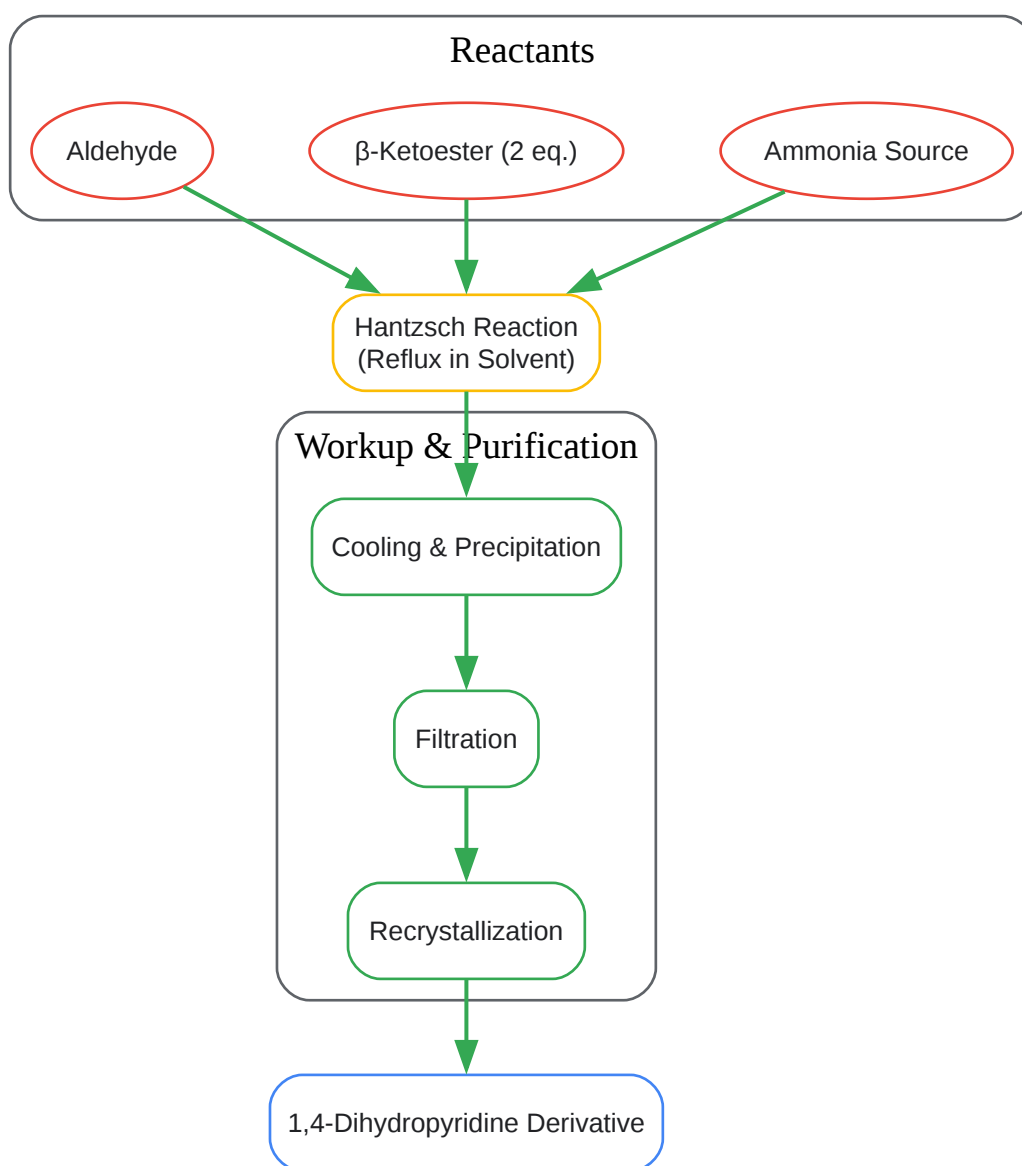 Reactants
Aldehyde
β-Ketoester (2 eq.)
Ammonia Source
Hantzsch Reaction
(Reflux in Solvent)
Workup & Purification
Cooling & Precipitation
Filtration
Recrystallization
1,4-Dihydropyridine Derivative